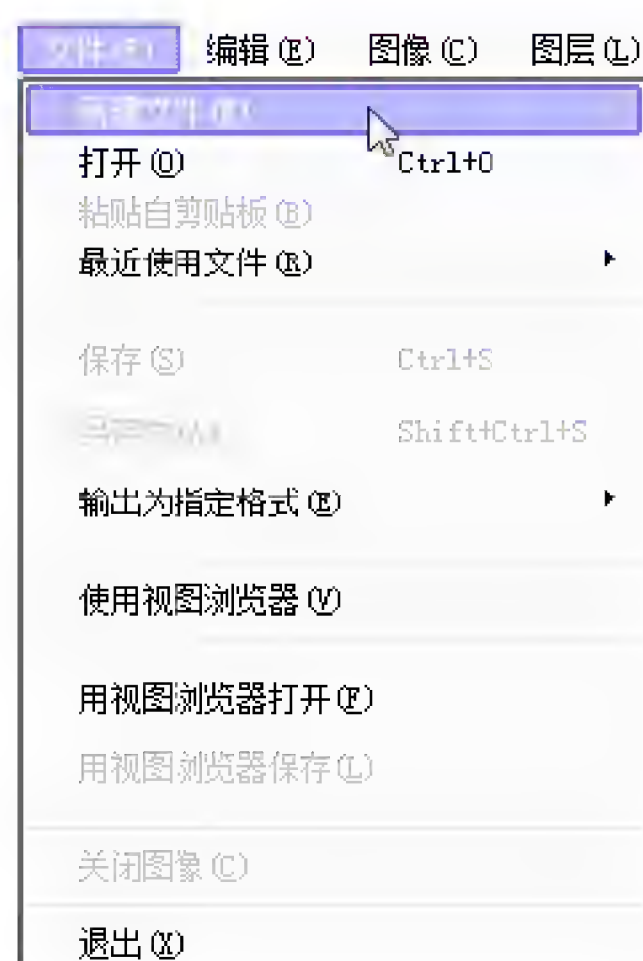 文件(F) 编辑(E) 图像(C) 图层(L)
打开(O) Ctrl+O
粘贴自剪贴板(B)
最近使用文件(R)
保存(S) Ctrl+S
Shift+Ctrl+S
输出为指定格式(E)
使用视图浏览器(V)
用视图浏览器打开(F)
用视图浏览器保存(L)
关闭图像(C)
退出(X)